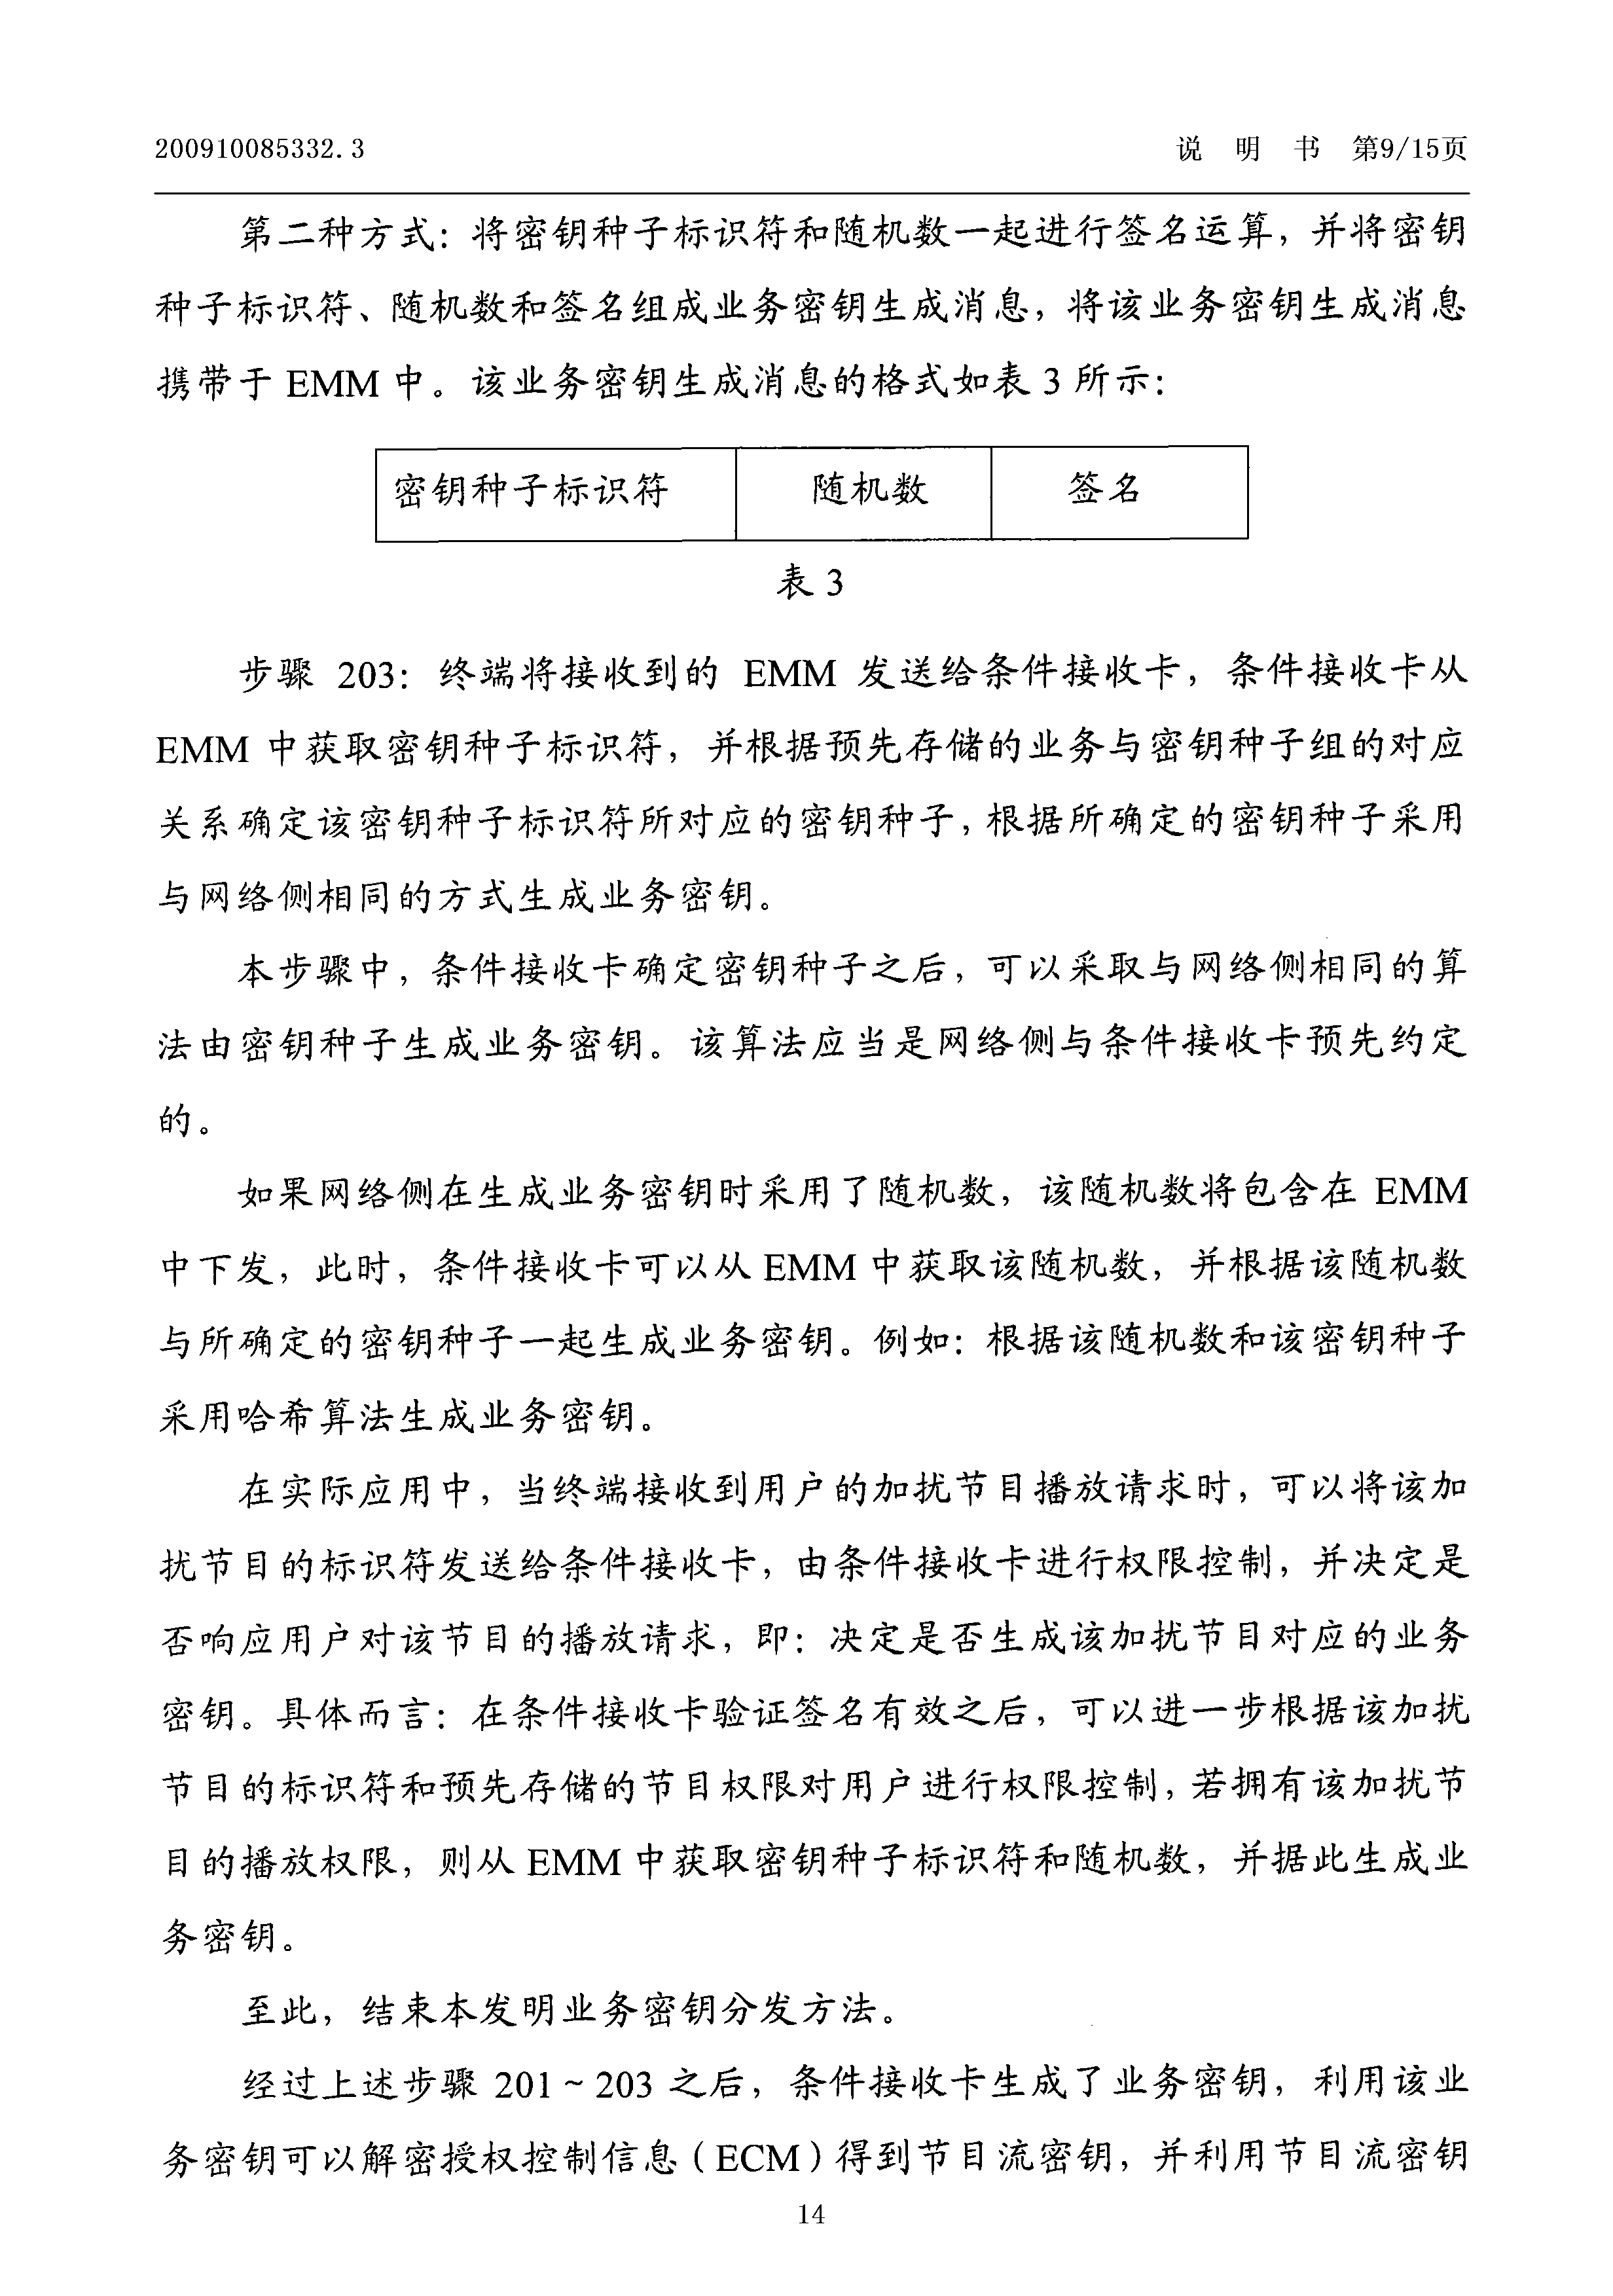 200910085332.3 说 明 书 第9/15页
第二种方式：将密钥种子标识符和随机数一起进行签名运算，并将密钥
种子标识符、随机数和签名组成业务密钥生成消息，将该业务密钥生成消息
携带于 EMM 中。该业务密钥生成消息的格式如表 3 所示：
密钥种子标识符 随机数 签名
表 3
步骤 203：终端将接收到的 EMM 发送给条件接收卡，条件接收卡从
EMM 中获取密钥种子标识符，并根据预先存储的业务与密钥种子组的对应
关系确定该密钥种子标识符所对应的密钥种子，根据所确定的密钥种子采用
与网络侧相同的方式生成业务密钥。
本步骤中，条件接收卡确定密钥种子之后，可以采取与网络侧相同的算
法由密钥种子生成业务密钥。该算法应当是网络侧与条件接收卡预先约定
的。
如果网络侧在生成业务密钥时采用了随机数，该随机数将包含在 EMM
中下发，此时，条件接收卡可以从 EMM 中获取该随机数，并根据该随机数
与所确定的密钥种子一起生成业务密钥。例如：根据该随机数和该密钥种子
采用哈希算法生成业务密钥。
在实际应用中，当终端接收到用户的加扰节目播放请求时，可以将该加
扰节目的标识符发送给条件接收卡，由条件接收卡进行权限控制，并决定是
否响应用户对该节目的播放请求，即：决定是否生成该加扰节目对应的业务
密钥。具体而言：在条件接收卡验证签名有效之后，可以进一步根据该加扰
节目的标识符和预先存储的节目权限对用户进行权限控制，若拥有该加扰节
目的播放权限，则从 EMM 中获取密钥种子标识符和随机数，并据此生成业
务密钥。
至此，结束本发明业务密钥分发方法。
经过上述步骤 201～203 之后，条件接收卡生成了业务密钥，利用该业
务密钥可以解密授权控制信息（ECM）得到节目流密钥，并利用节目流密钥
14